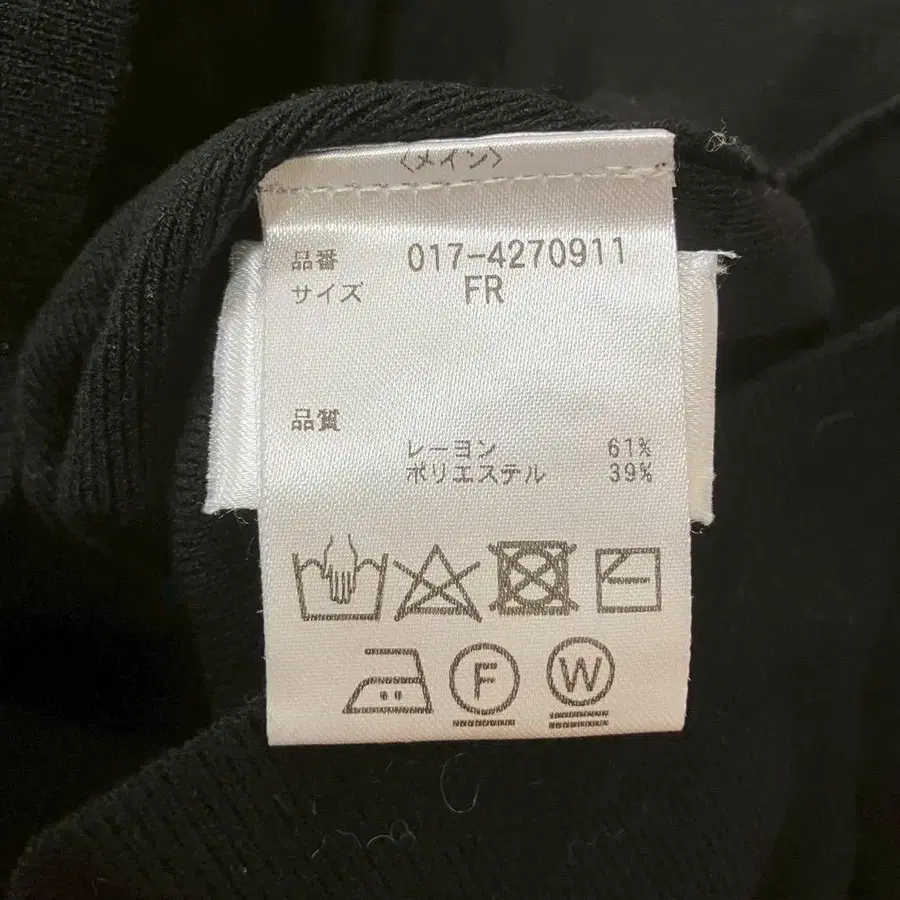 〈メイン〉
品番 017-4270911
サイズ FR
品質
レーヨン 61%
ポリエステル 39%
F
W